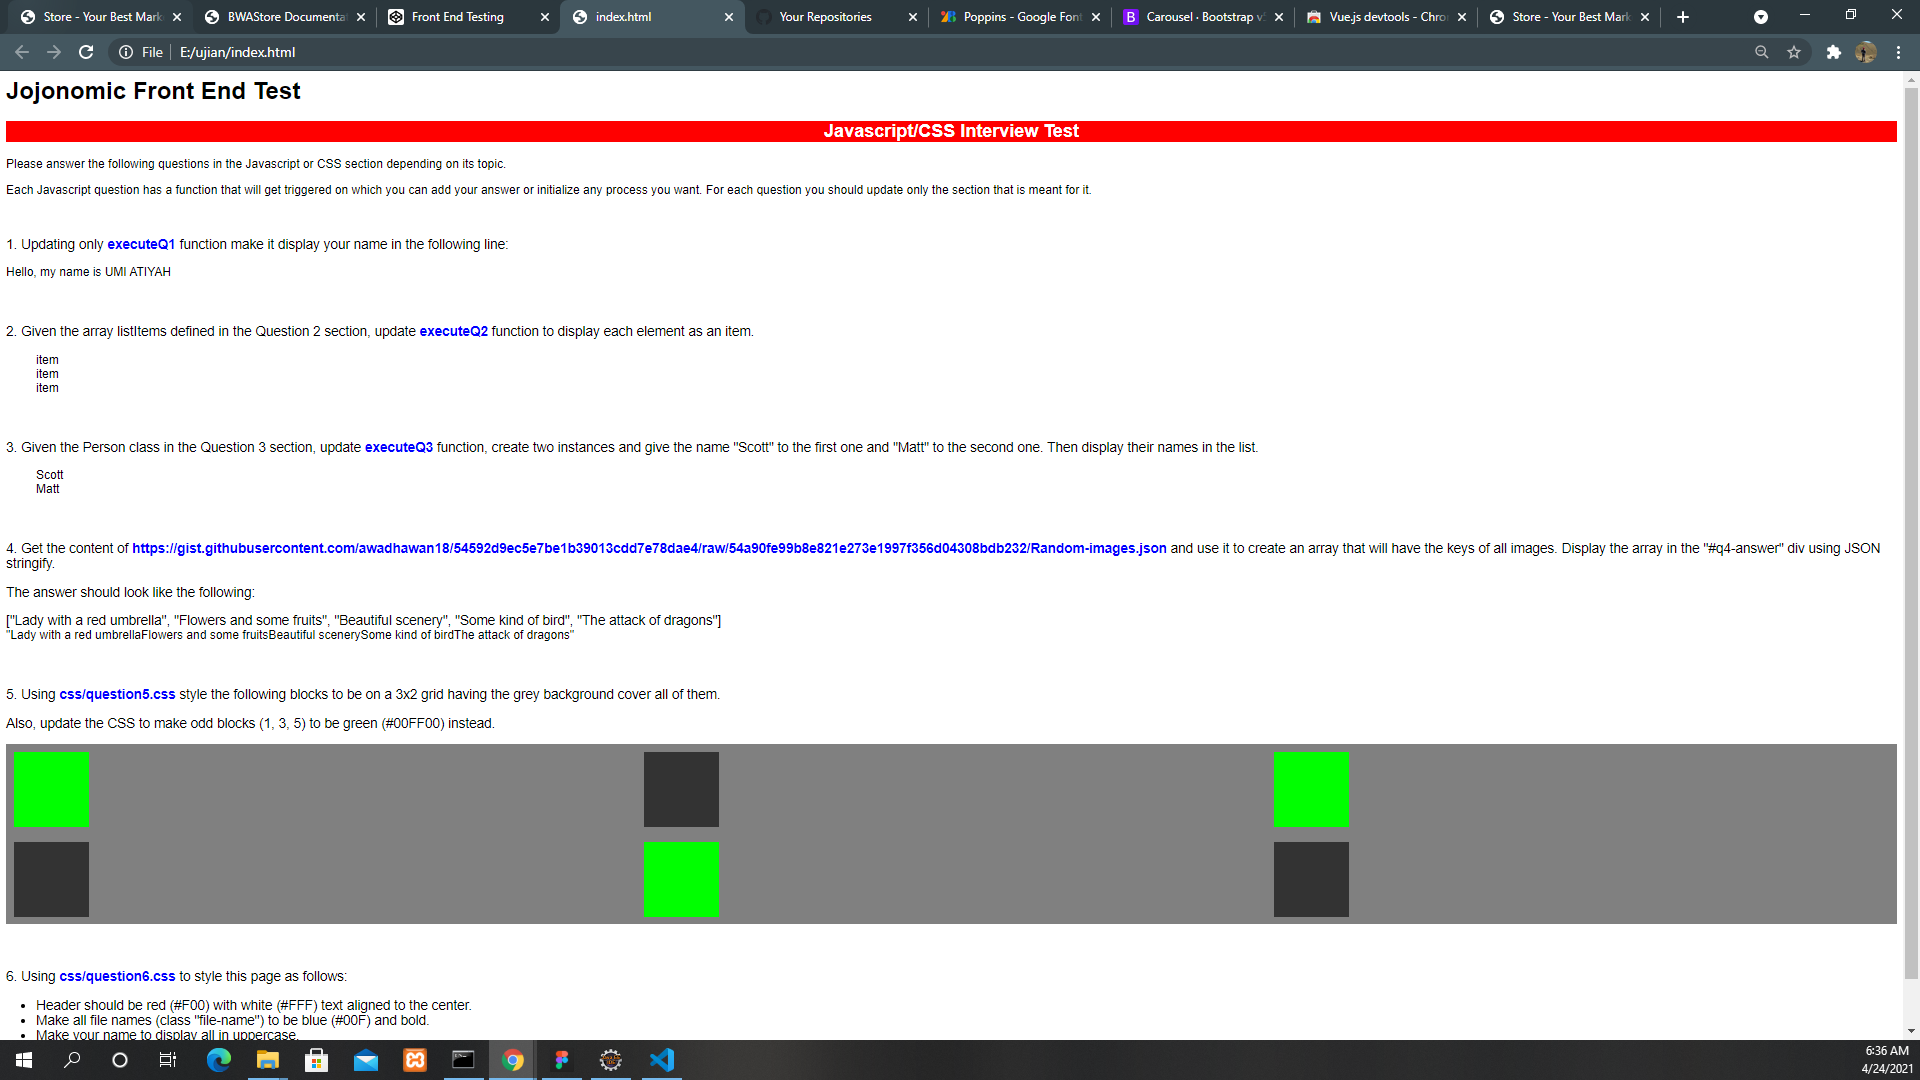 Store - Your Best Mark
BWAStore Documentat
Front End Testing
index.html
Your Repositories
Poppins - Google Font
Carousel · Bootstrap v
Vue.js devtools - Chro
Store - Your Best Mark
File
E:/ujian/index.html
Jojonomic Front End Test
Javascript/CSS Interview Test
Please answer the following questions in the Javascript or CSS section depending on its topic.
Each Javascript question has a function that will get triggered on which you can add your answer or initialize any process you want. For each question you should update only the section that is meant for it.
1. Updating only executeQ1 function make it display your name in the following line:
Hello, my name is UMI ATIYAH
2. Given the array listItems defined in the Question 2 section, update executeQ2 function to display each element as an item.
item
item
item
3. Given the Person class in the Question 3 section, update executeQ3 function, create two instances and give the name "Scott" to the first one and "Matt" to the second one. Then display their names in the list.
Scott
Matt
4. Get the content of https://gist.githubusercontent.com/awadhawan18/54592d9ec5e7be1b39013cdd7e78dae4/raw/54a90fe99b8e821e273e1997f356d04308bdb232/Random-images.json and use it to create an array that will have the keys of all images. Display the array in the "#q4-answer" div using JSON
stringify.
The answer should look like the following:
["Lady with a red umbrella", "Flowers and some fruits", "Beautiful scenery", "Some kind of bird", "The attack of dragons"]
"Lady with a red umbrellaFlowers and some fruitsBeautiful scenerySome kind of birdThe attack of dragons"
5. Using css/question5.css style the following blocks to be on a 3x2 grid having the grey background cover all of them.
Also, update the CSS to make odd blocks (1, 3, 5) to be green (#00FF00) instead.
6. Using css/question6.css to style this page as follows:
• Header should be red (#F00) with white (#FFF) text aligned to the center.
• Make all file names (class "file-name") to be blue (#00F) and bold.
• Make your name to display all in uppercase.
6:36 AM
4/24/2021